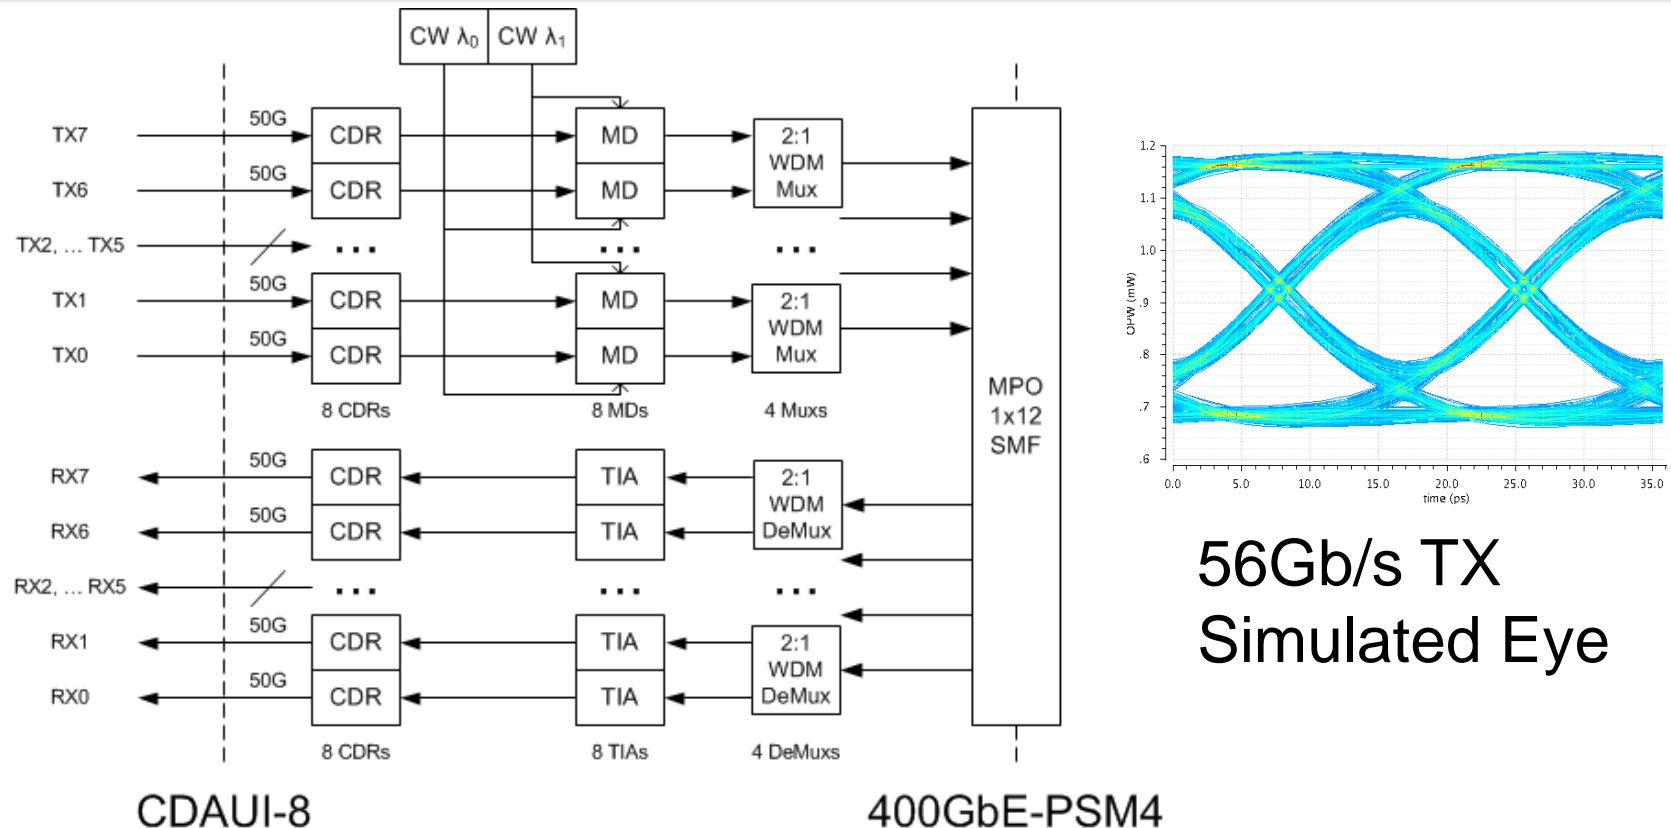 CW λ0 CW λ1
TX7 50G CDR MD 2:1 WDM Mux
TX6 50G CDR MD
TX2, ... TX5 ... ... ...
TX1 50G CDR MD 2:1 WDM Mux
TX0 50G CDR MD
8 CDRs 8 MDs 4 Muxs
MPO
1x12
SMF
RX7 50G CDR TIA 2:1 WDM DeMux
RX6 50G CDR TIA
RX2, ... RX5 ... ... ...
RX1 50G CDR TIA 2:1 WDM DeMux
RX0 50G CDR TIA
8 CDRs 8 TIAs 4 DeMuxs
CDAUI-8 400GbE-PSM4
1.2
1.1
1.0
.9
.8
.7
.6
OPW (mW)
0.0 5.0 10.0 15.0 20.0 25.0 30.0 35.0
time (ps)
56Gb/s TX
Simulated Eye